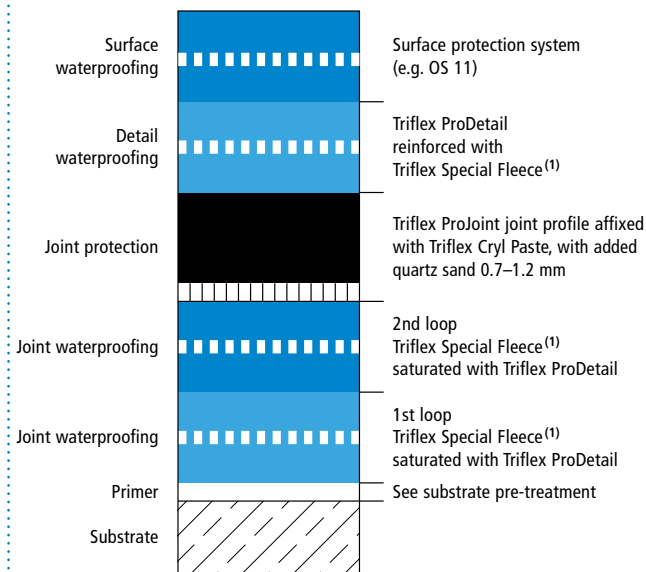 Surface
waterproofing
Surface protection system
(e.g. OS 11)
Detail
waterproofing
Triflex ProDetail
reinforced with
Triflex Special Fleece(1)
Joint protection
Triflex ProJoint joint profile affixed
with Triflex Cryl Paste, with added
quartz sand 0.7–1.2 mm
Joint waterproofing
2nd loop
Triflex Special Fleece(1)
saturated with Triflex ProDetail
Joint waterproofing
1st loop
Triflex Special Fleece(1)
saturated with Triflex ProDetail
Primer
See substrate pre-treatment
Substrate